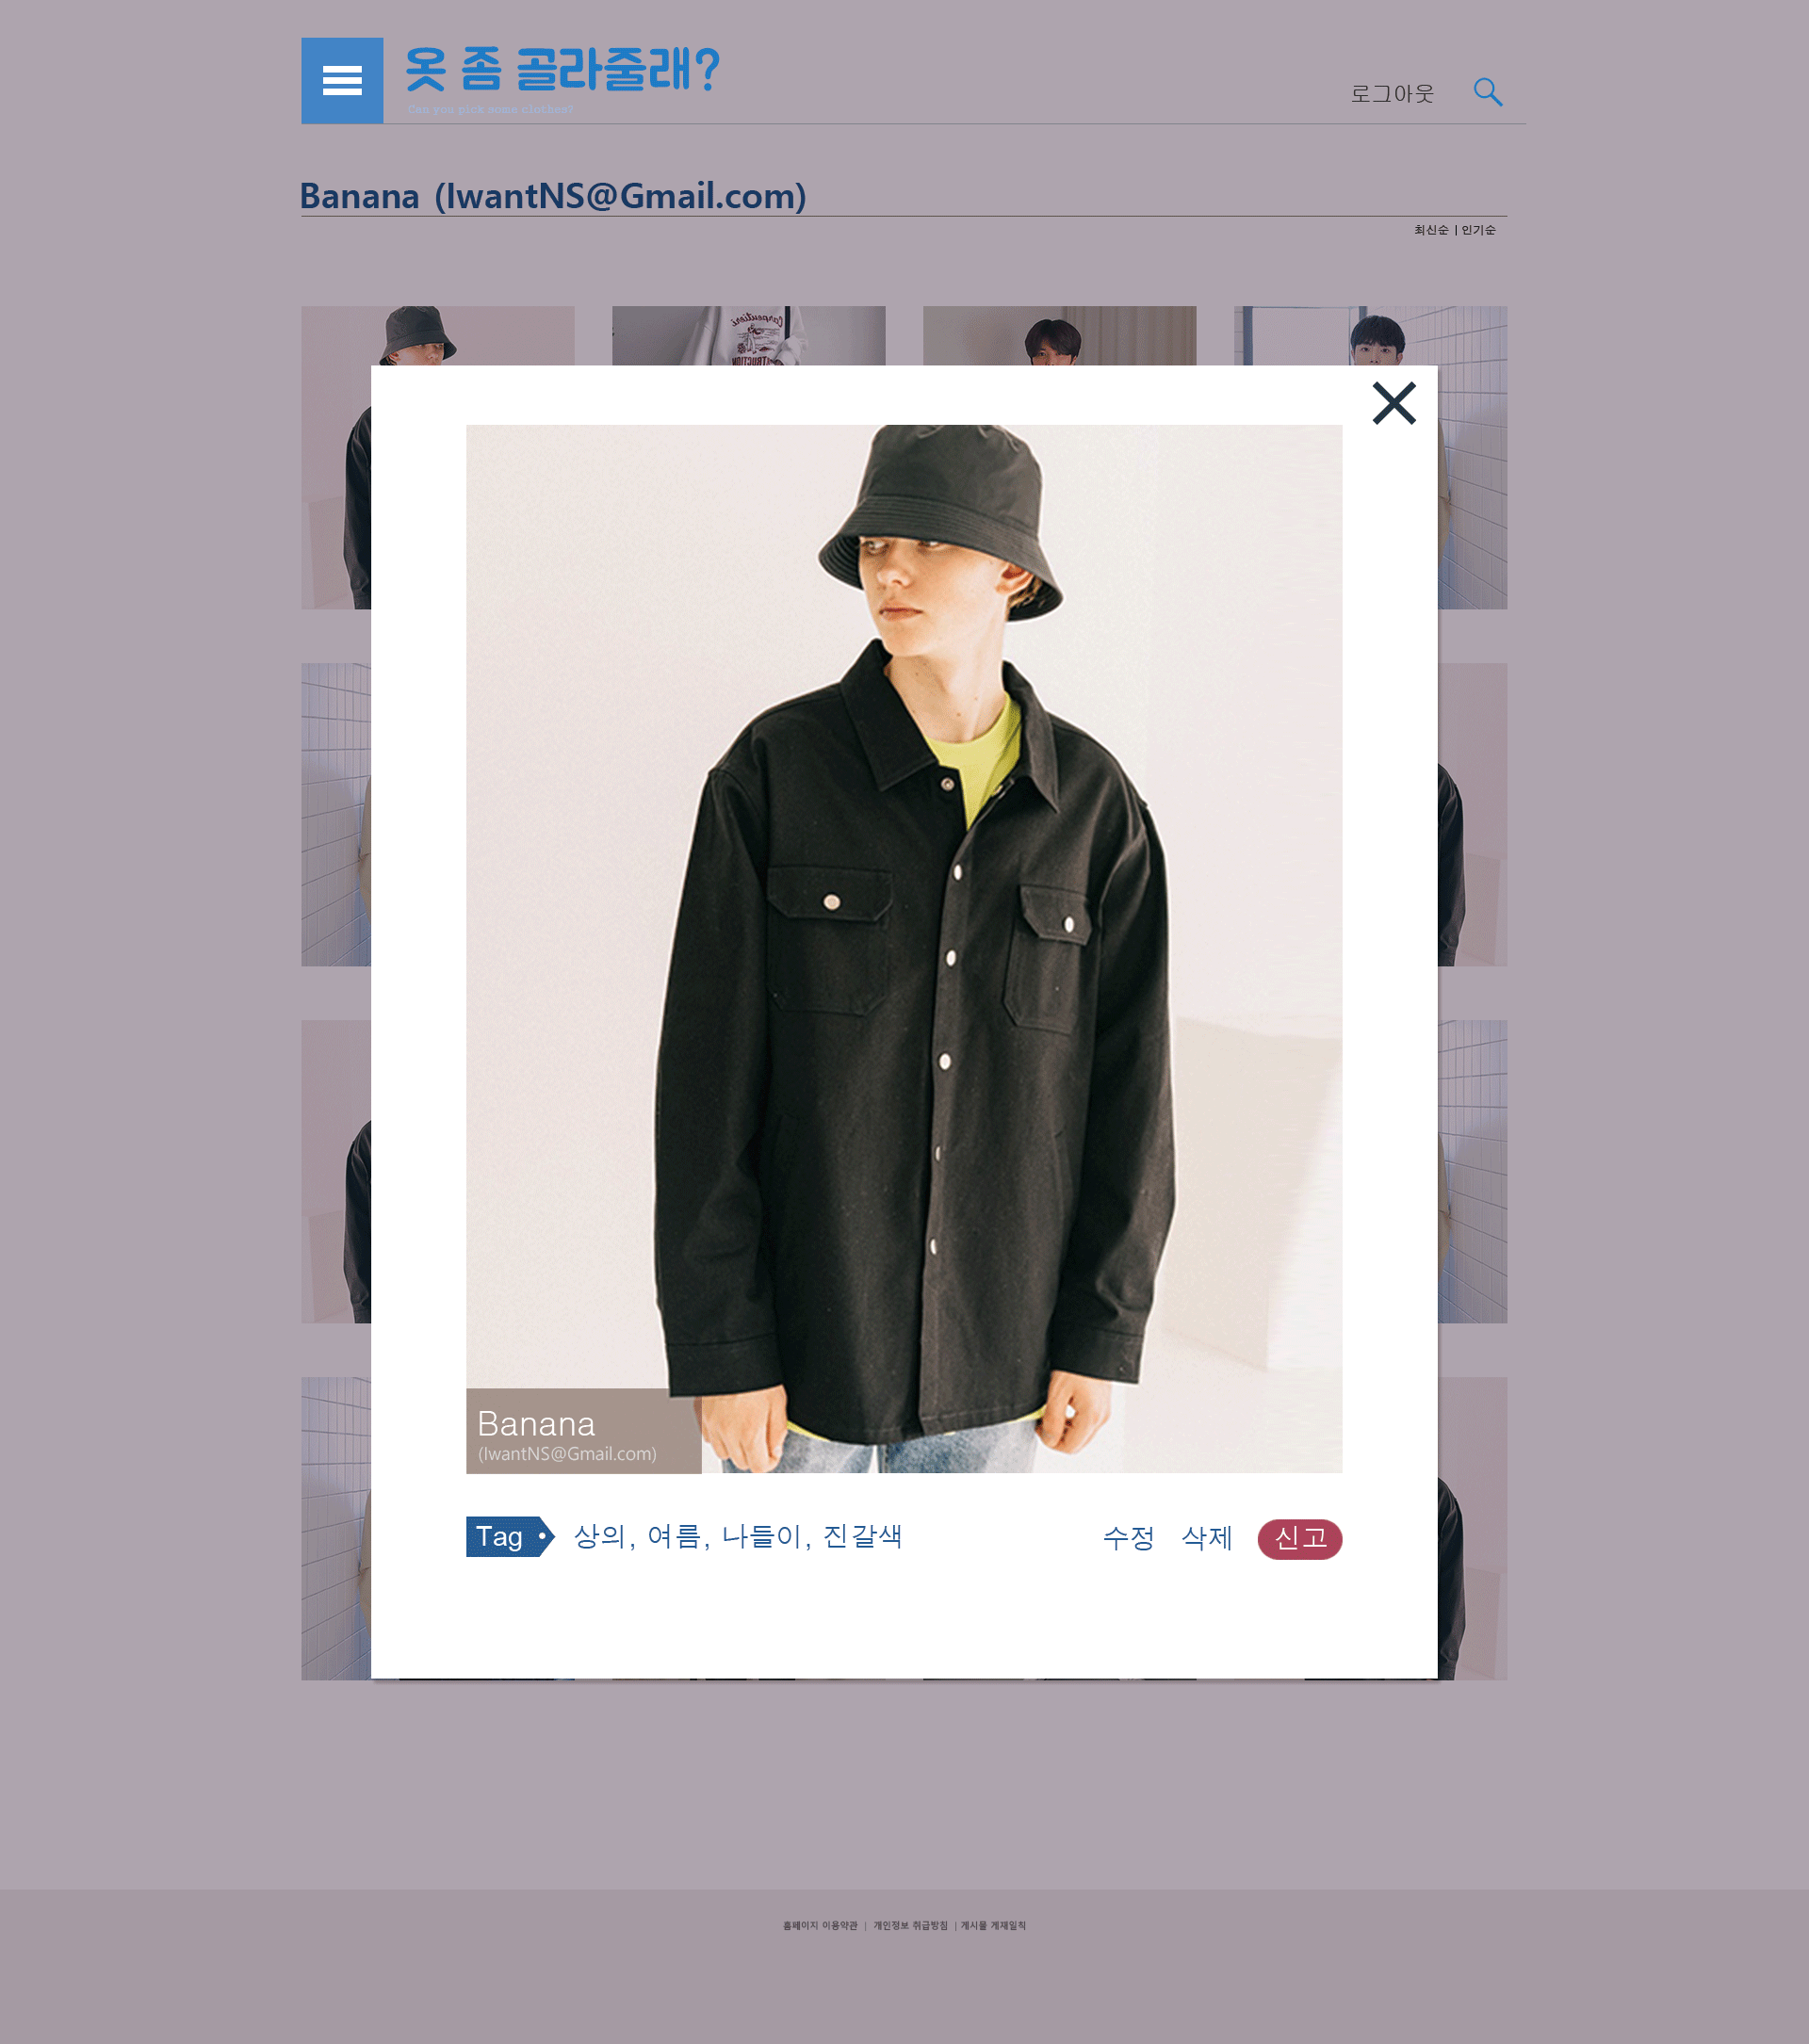 옷 좀 골라줄래?
Can you pick some clothes?
로그아웃
Banana (IwantNS@Gmail.com)
최신순 | 인기순
Banana
(IwantNS@Gmail.com)
Tag 상의, 여름, 나들이, 진갈색
수정 삭제 신고
홈페이지 이용약관 | 개인정보 취급방침 | 게시물 게재일칙